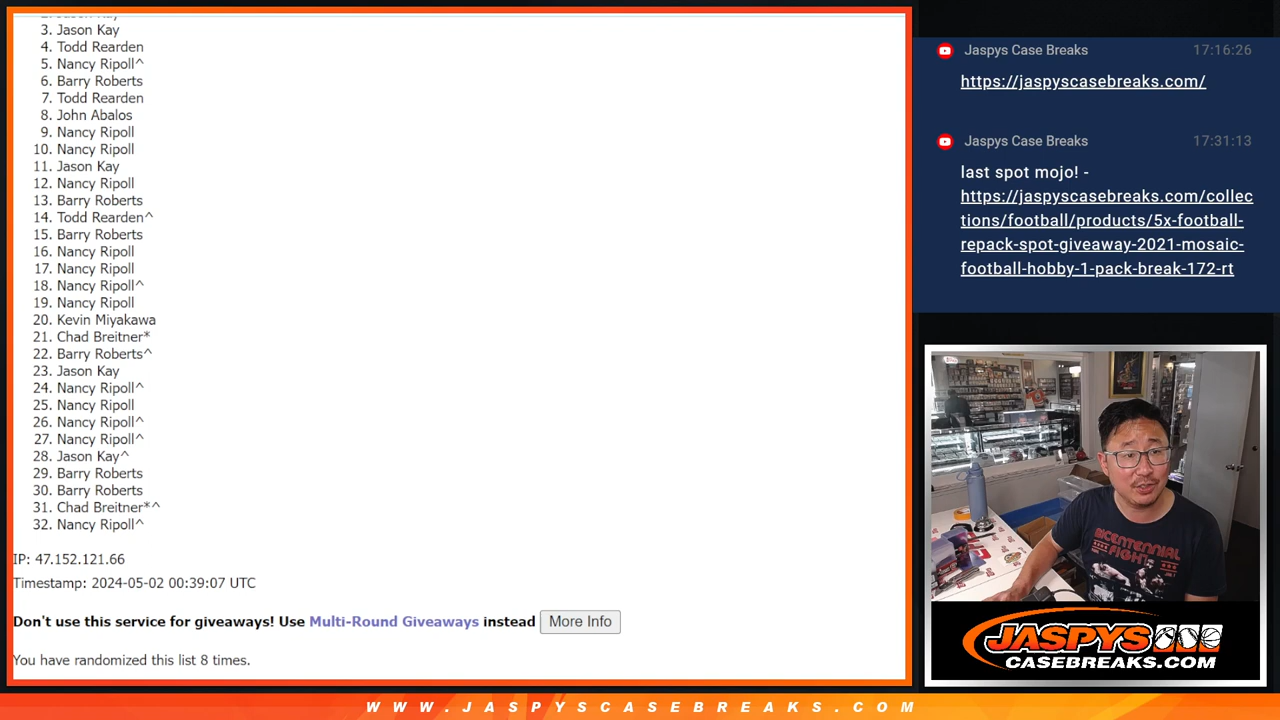 3. Jason Kay
4. Todd Rearden
5. Nancy Ripoll^
6. Barry Roberts
7. Todd Rearden
8. John Abalos
9. Nancy Ripoll
10. Nancy Ripoll
11. Jason Kay
12. Nancy Ripoll
13. Barry Roberts
14. Todd Rearden^
15. Barry Roberts
16. Nancy Ripoll
17. Nancy Ripoll
18. Nancy Ripoll^
19. Nancy Ripoll
20. Kevin Miyakawa
21. Chad Breitner*
22. Barry Roberts^
23. Jason Kay
24. Nancy Ripoll^
25. Nancy Ripoll
26. Nancy Ripoll^
27. Nancy Ripoll^
28. Jason Kay^
29. Barry Roberts
30. Barry Roberts
31. Chad Breitner*^
32. Nancy Ripoll^
IP: 47.152.121.66
Timestamp: 2024-05-02 00:39:07 UTC
Don't use this service for giveaways! Use Multi-Round Giveaways instead More Info
You have randomized this list 8 times.
Jaspys Case Breaks 17:16:26
https://jaspyscasebreaks.com/
Jaspys Case Breaks 17:31:13
last spot mojo! -
https://jaspyscasebreaks.com/collec
tions/football/products/5x-football-
repack-spot-giveaway-2021-mosaic-
football-hobby-1-pack-break-172-rt
BICENTENNIAL
FIGHT
JASPYS
CASEBREAKS.COM
WWW.JASPYSCASEBREAKS.COM